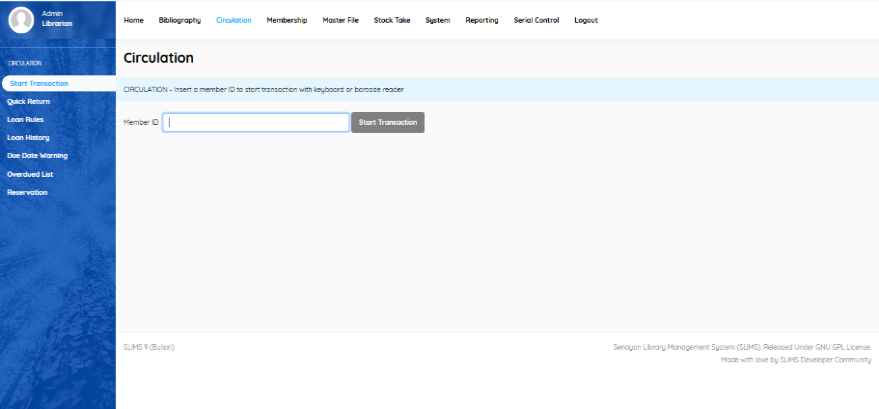 Admin
Librarian
Home Bibliography Circulation Membership Master File Stock Take System Reporting Serial Control Logout
CIRCULATION
Start Transaction
Quick Return
Loan Rules
Loan History
Due Date Warning
Overdued List
Reservation
Circulation
CIRCULATION - Insert a member ID to start transaction with keyboard or barcode reader
Member ID Start Transaction
SLiMS 9 (Bulian)
Senayan Library Management System (SLiMS). Released Under GNU GPL License.
Made with love by SLiMS Developer Community